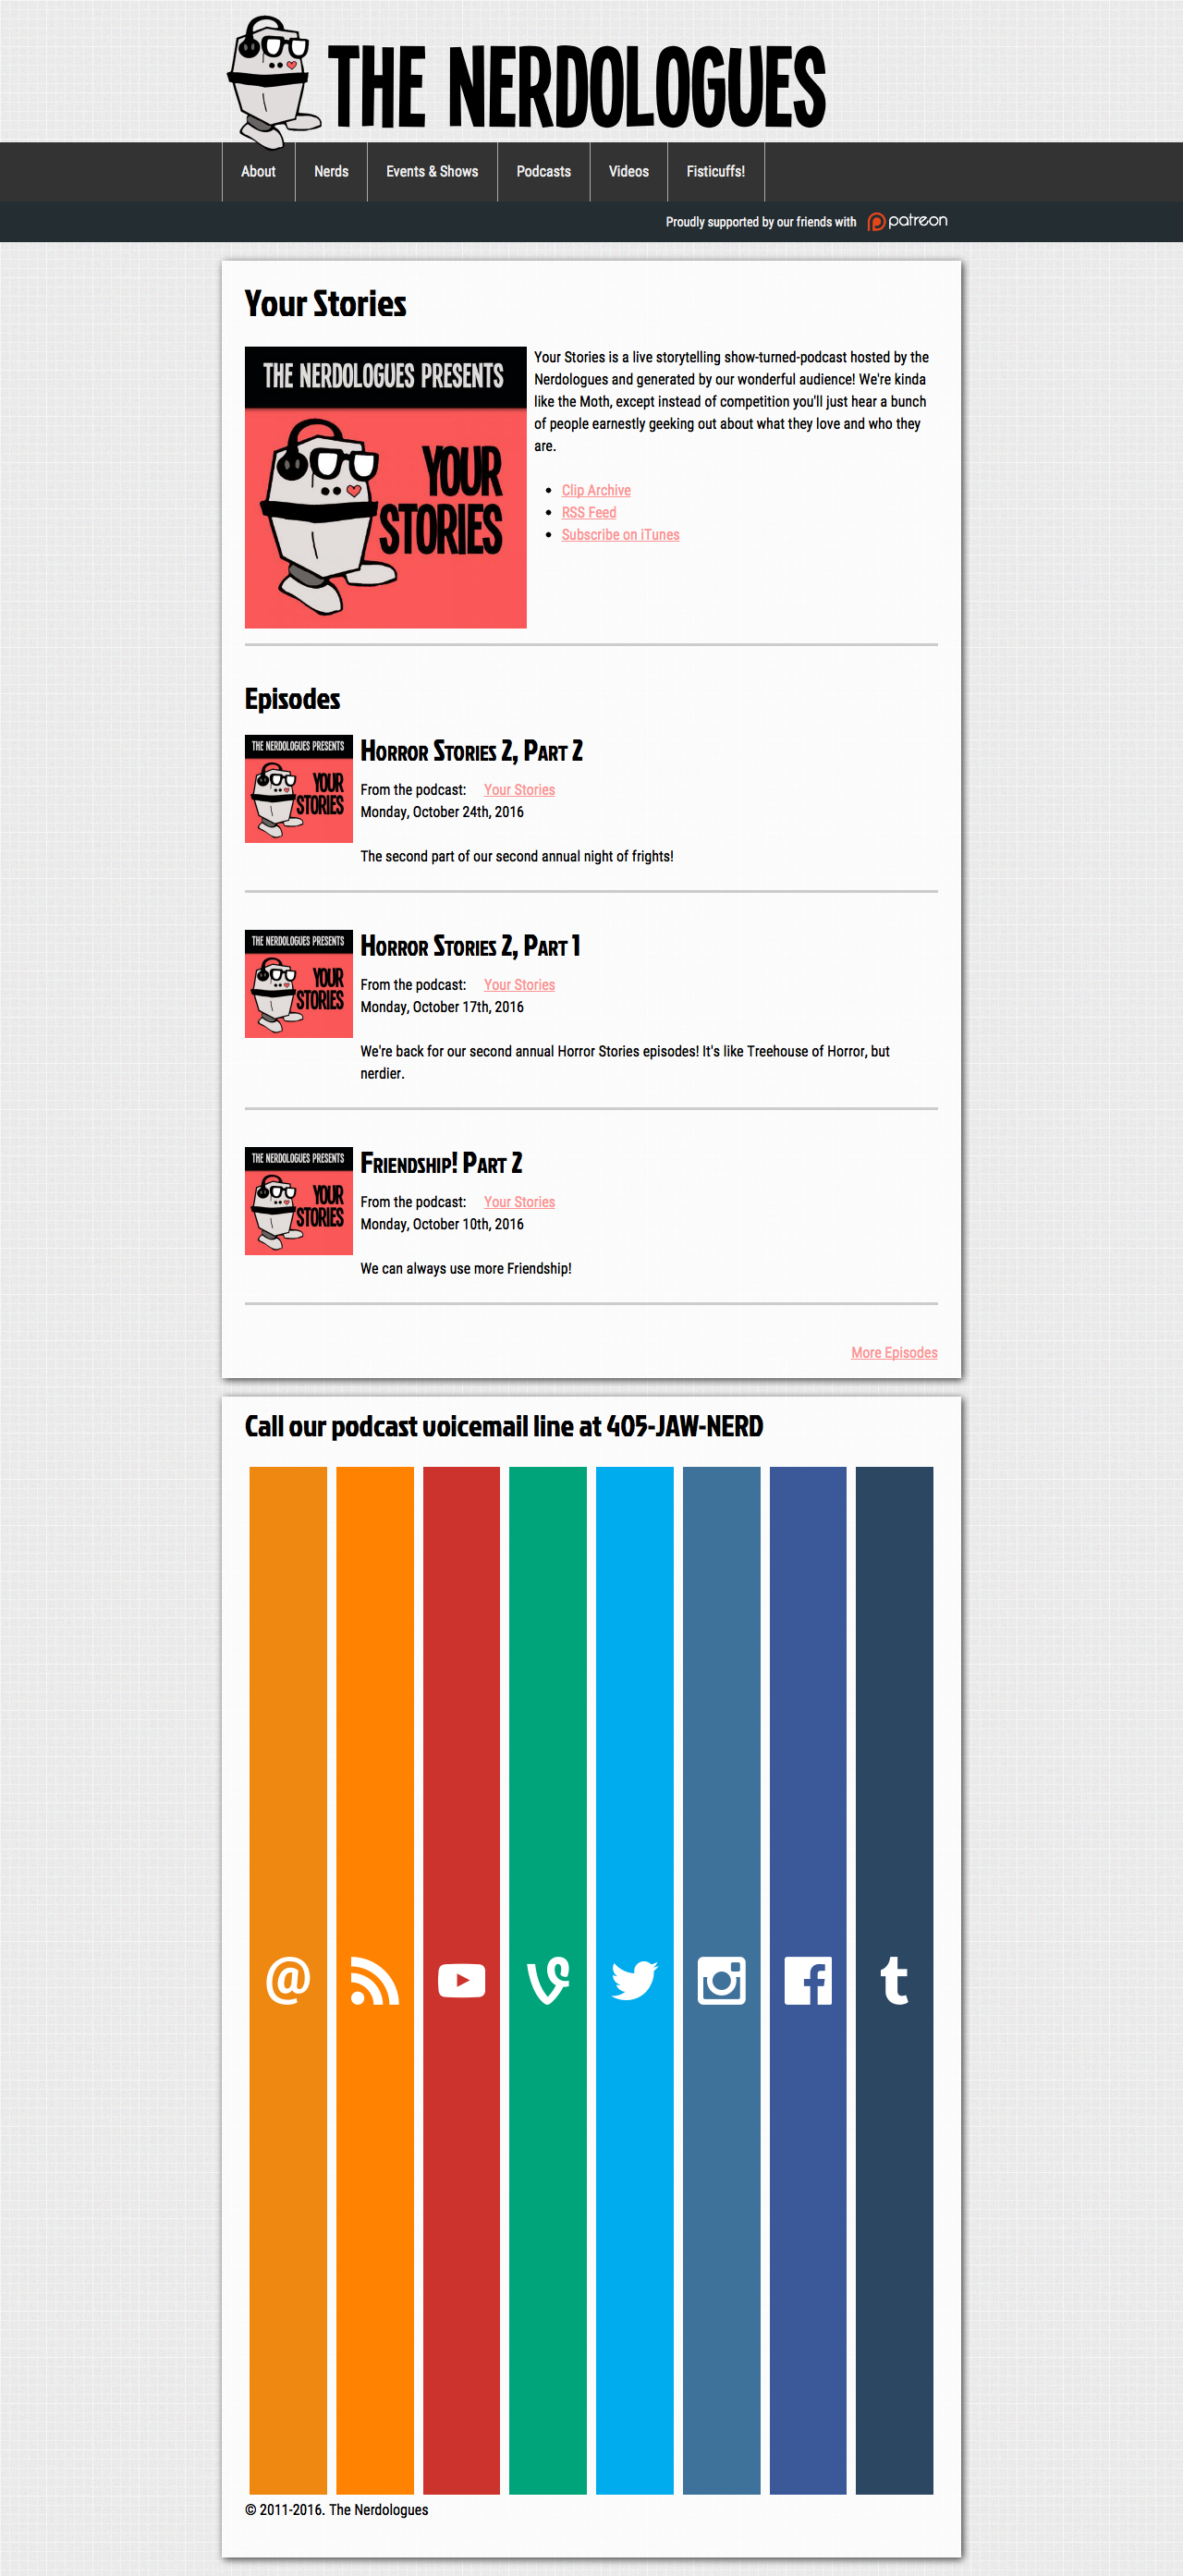 THE NERDOLOGUES
About
Nerds
Events & Shows
Podcasts
Videos
Fisticuffs!
Proudly supported by our friends with patreon
Your Stories
THE NERDOLOGUES PRESENTS
YOUR
STORIES
Your Stories is a live storytelling show-turned-podcast hosted by the
Nerdologues and generated by our wonderful audience! We're kinda
like the Moth, except instead of competition you'll just hear a bunch
of people earnestly geeking out about what they love and who they
are.
Clip Archive
RSS Feed
Subscribe on iTunes
Episodes
THE NERDOLOGUES PRESENTS
YOUR
STORIES
Horror Stories 2, Part 2
From the podcast: Your Stories
Monday, October 24th, 2016
The second part of our second annual night of frights!
THE NERDOLOGUES PRESENTS
YOUR
STORIES
Horror Stories 2, Part 1
From the podcast: Your Stories
Monday, October 17th, 2016
We're back for our second annual Horror Stories episodes! It's like Treehouse of Horror, but
nerdier.
THE NERDOLOGUES PRESENTS
YOUR
STORIES
Friendship! Part 2
From the podcast: Your Stories
Monday, October 10th, 2016
We can always use more Friendship!
More Episodes
Call our podcast voicemail line at 405-JAW-NERD
© 2011-2016. The Nerdologues